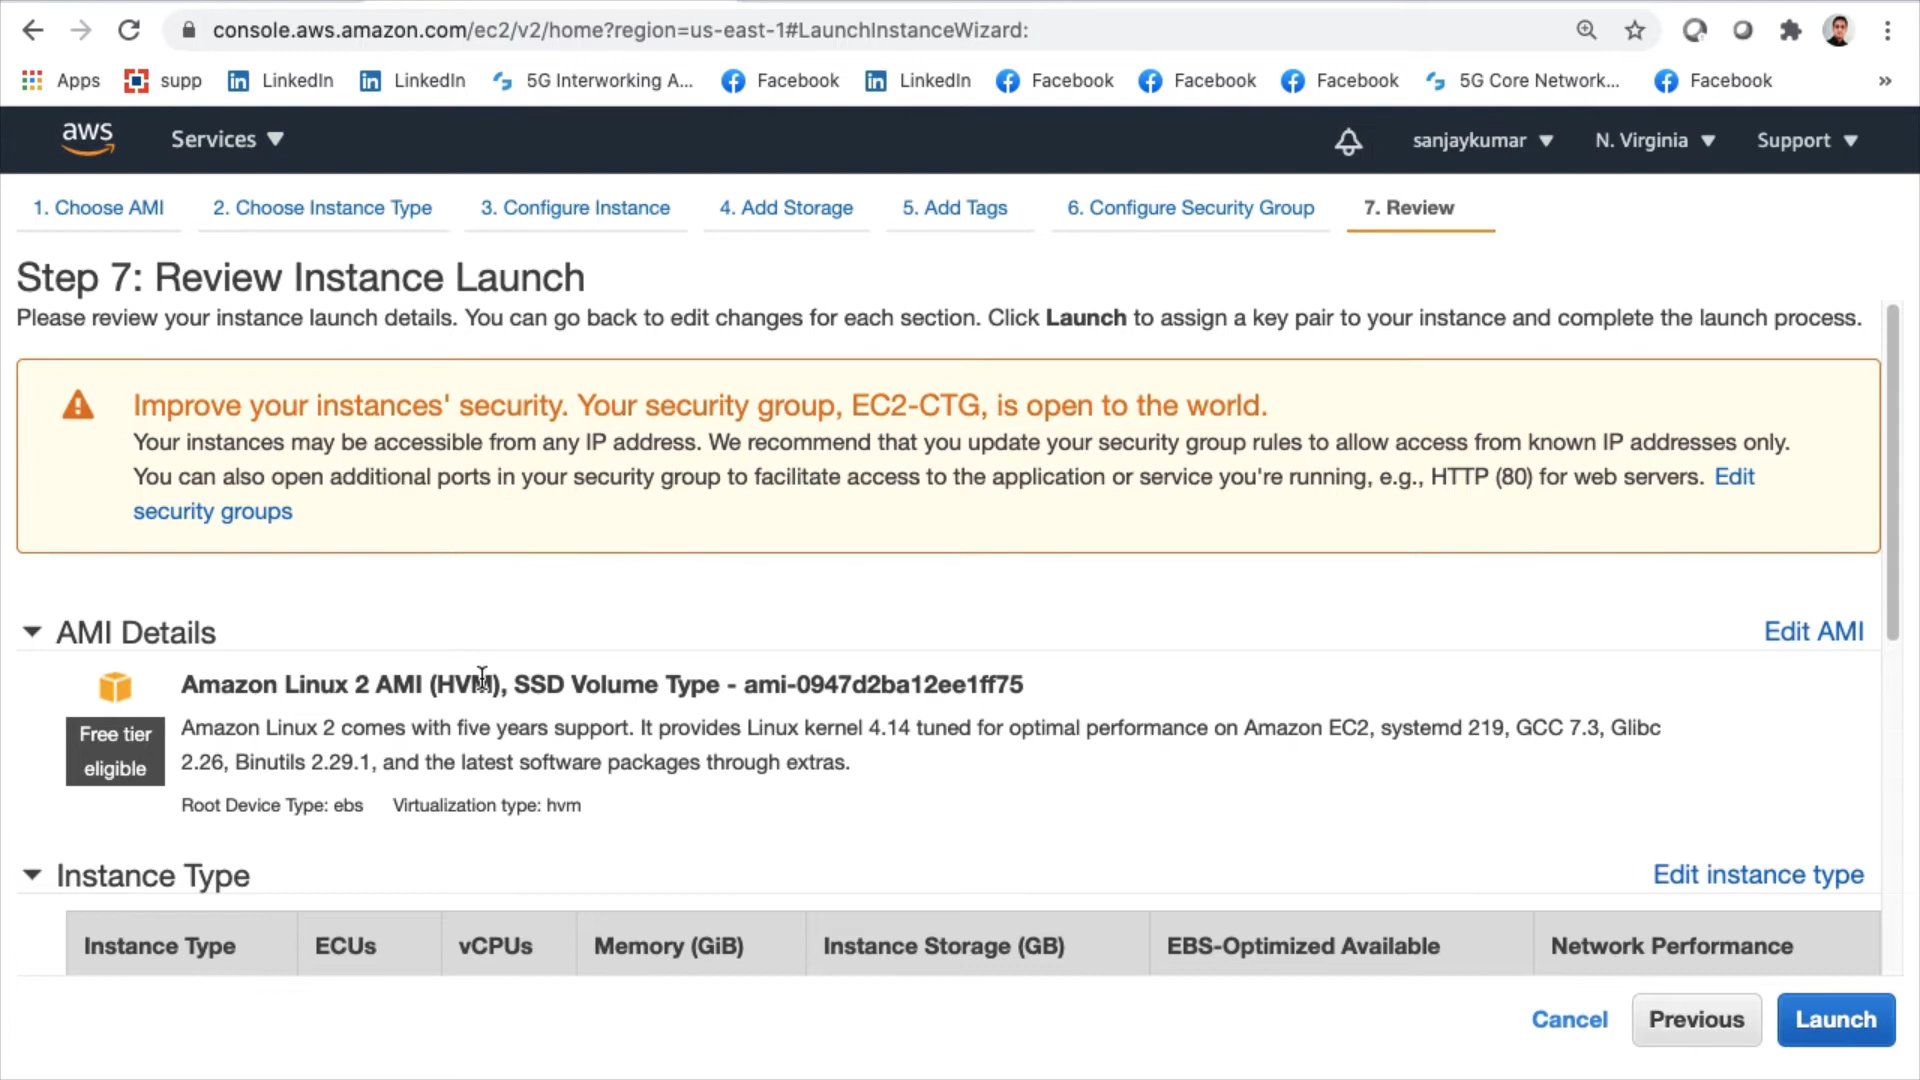 console.aws.amazon.com/ec2/v2/home?region=us-east-1#LaunchInstanceWizard:
Apps supp LinkedIn LinkedIn 5G Interworking A... Facebook LinkedIn Facebook Facebook Facebook 5G Core Network... Facebook »
aws Services sanjaykumar N. Virginia Support
1. Choose AMI 2. Choose Instance Type 3. Configure Instance 4. Add Storage 5. Add Tags 6. Configure Security Group 7. Review
Step 7: Review Instance Launch
Please review your instance launch details. You can go back to edit changes for each section. Click Launch to assign a key pair to your instance and complete the launch process.
Improve your instances' security. Your security group, EC2-CTG, is open to the world.
Your instances may be accessible from any IP address. We recommend that you update your security group rules to allow access from known IP addresses only.
You can also open additional ports in your security group to facilitate access to the application or service you're running, e.g., HTTP (80) for web servers. Edit
security groups
AMI Details Edit AMI
Amazon Linux 2 AMI (HVM), SSD Volume Type - ami-0947d2ba12ee1ff75
Free tier
eligible
Amazon Linux 2 comes with five years support. It provides Linux kernel 4.14 tuned for optimal performance on Amazon EC2, systemd 219, GCC 7.3, Glibc
2.26, Binutils 2.29.1, and the latest software packages through extras.
Root Device Type: ebs Virtualization type: hvm
Instance Type Edit instance type
Instance Type ECUs vCPUs Memory (GiB) Instance Storage (GB) EBS-Optimized Available Network Performance
Cancel Previous Launch